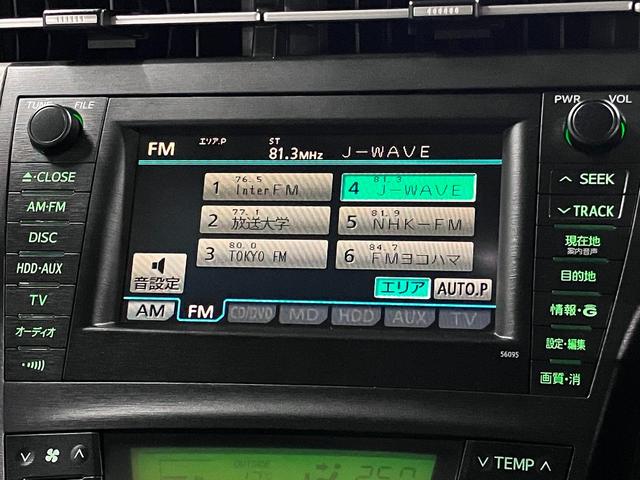 TUNE FILE
PWR VOL
FM エリア.P ST 81.3MHz J-WAVE
1 76.5 InterFM
4 81.3 J-WAVE
2 77.1 放送大学
5 81.9 NHK-FM
3 80.0 TOKYO FM
6 84.7 FMヨコハマ
音設定
エリア AUTO.P
AM FM CD/DVD MD HDD AUX TV
56095
CLOSE
AM·FM
DISC
HDD·AUX
TV
オーディオ
SEEK
TRACK
現在地
案内音声
目的地
情報·G
設定·編集
画質·消
OUTSIDE
TEMP